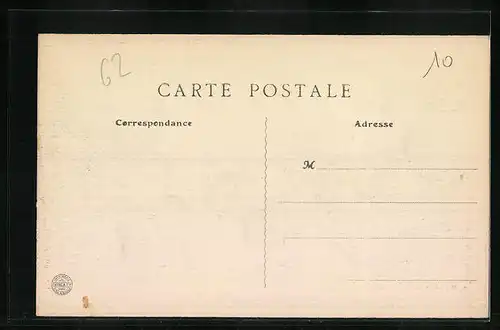 62
10
CARTE POSTALE
Correspondance
Adresse
M